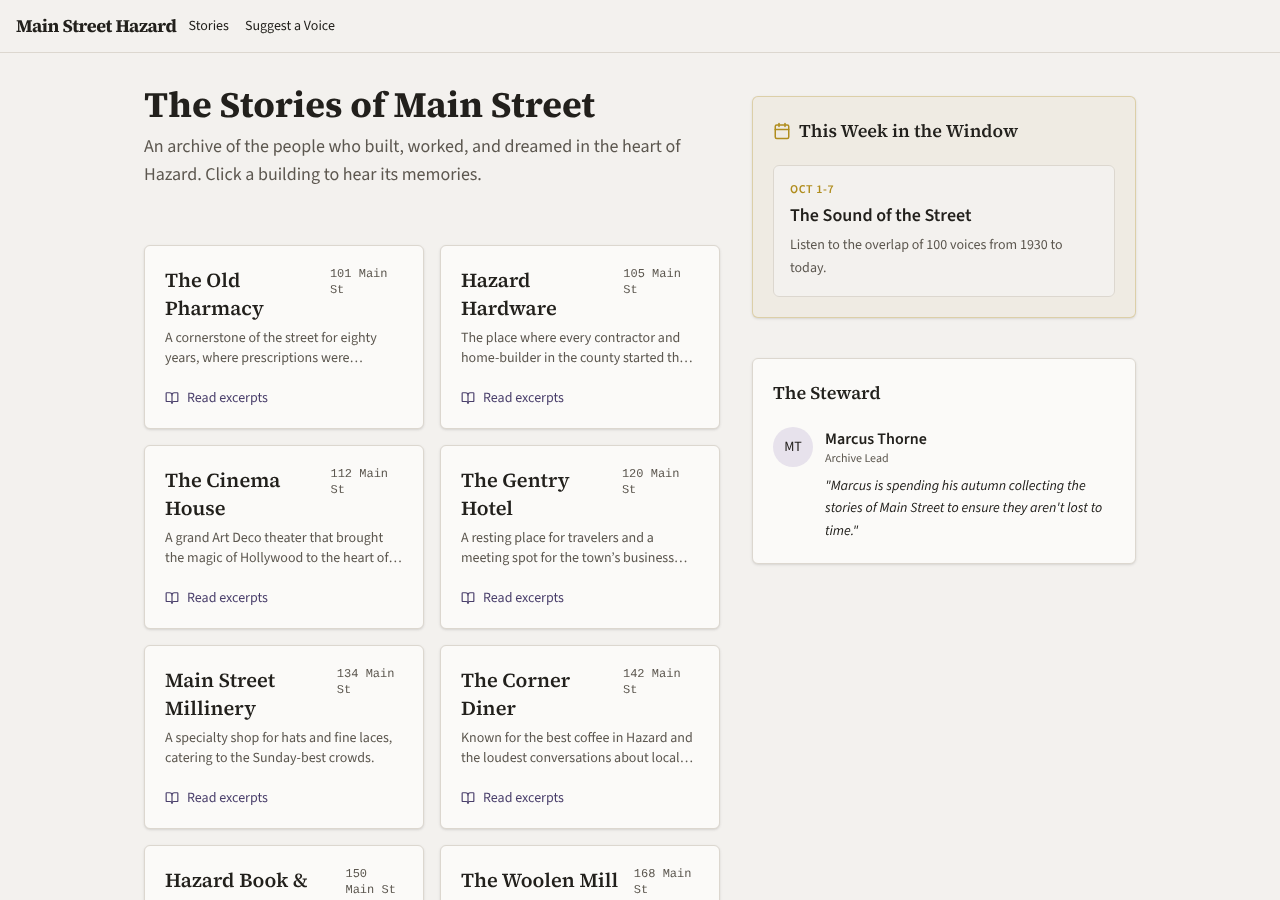 Main Street Hazard
Stories
Suggest a Voice
The Stories of Main Street
An archive of the people who built, worked, and dreamed in the heart of
Hazard. Click a building to hear its memories.
The Old
Pharmacy
101 Main
St
A cornerstone of the street for eighty
years, where prescriptions were…
Read excerpts
Hazard
Hardware
105 Main
St
The place where every contractor and
home-builder in the county started th…
Read excerpts
The Cinema
House
112 Main
St
A grand Art Deco theater that brought
the magic of Hollywood to the heart of…
Read excerpts
The Gentry
Hotel
120 Main
St
A resting place for travelers and a
meeting spot for the town’s business…
Read excerpts
Main Street
Millinery
134 Main
St
A specialty shop for hats and fine laces,
catering to the Sunday-best crowds.
Read excerpts
The Corner
Diner
142 Main
St
Known for the best coffee in Hazard and
the loudest conversations about local…
Read excerpts
Hazard Book &
150
Main St
The Woolen Mill
168 Main
St
This Week in the Window
OCT 1-7
The Sound of the Street
Listen to the overlap of 100 voices from 1930 to
today.
The Steward
MT
Marcus Thorne
Archive Lead
"Marcus is spending his autumn collecting the
stories of Main Street to ensure they aren't lost to
time."